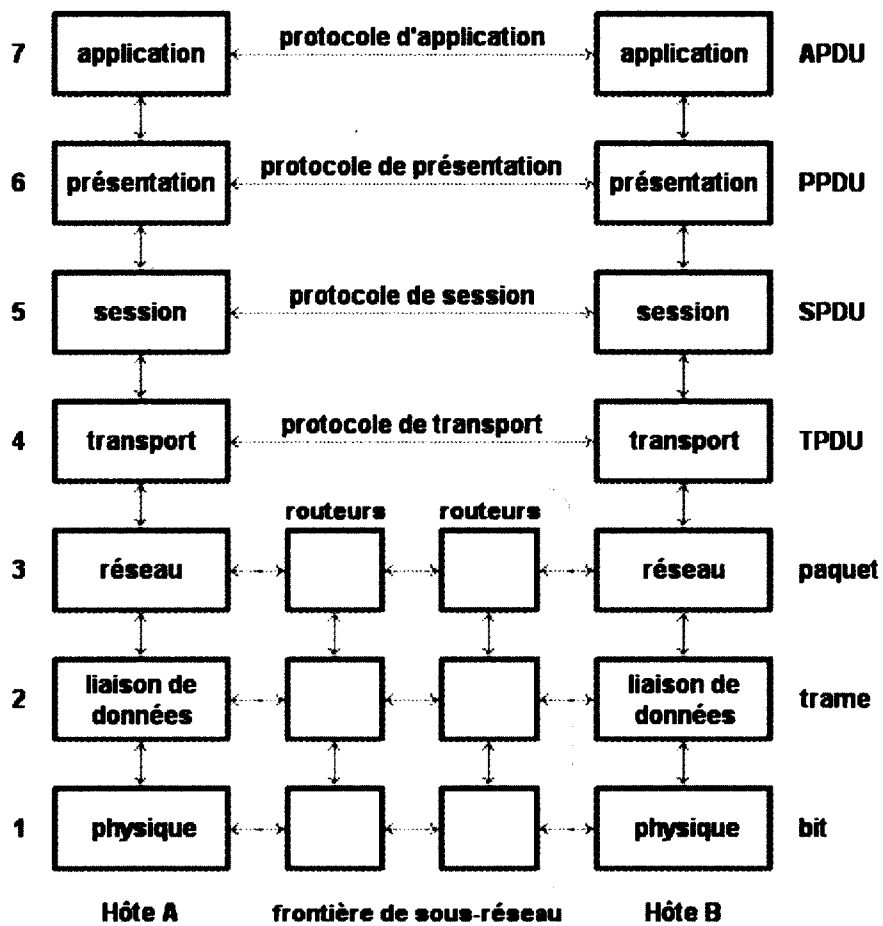 7 application protocole d'application application APDU
6 présentation protocole de présentation présentation PPDU
5 session protocole de session session SPDU
4 transport protocole de transport transport TPDU
routeurs routeurs
3 réseau réseau paquet
2 liaison de données liaison de données trame
1 physique physique bit
Hôte A frontière de sous-réseau Hôte B